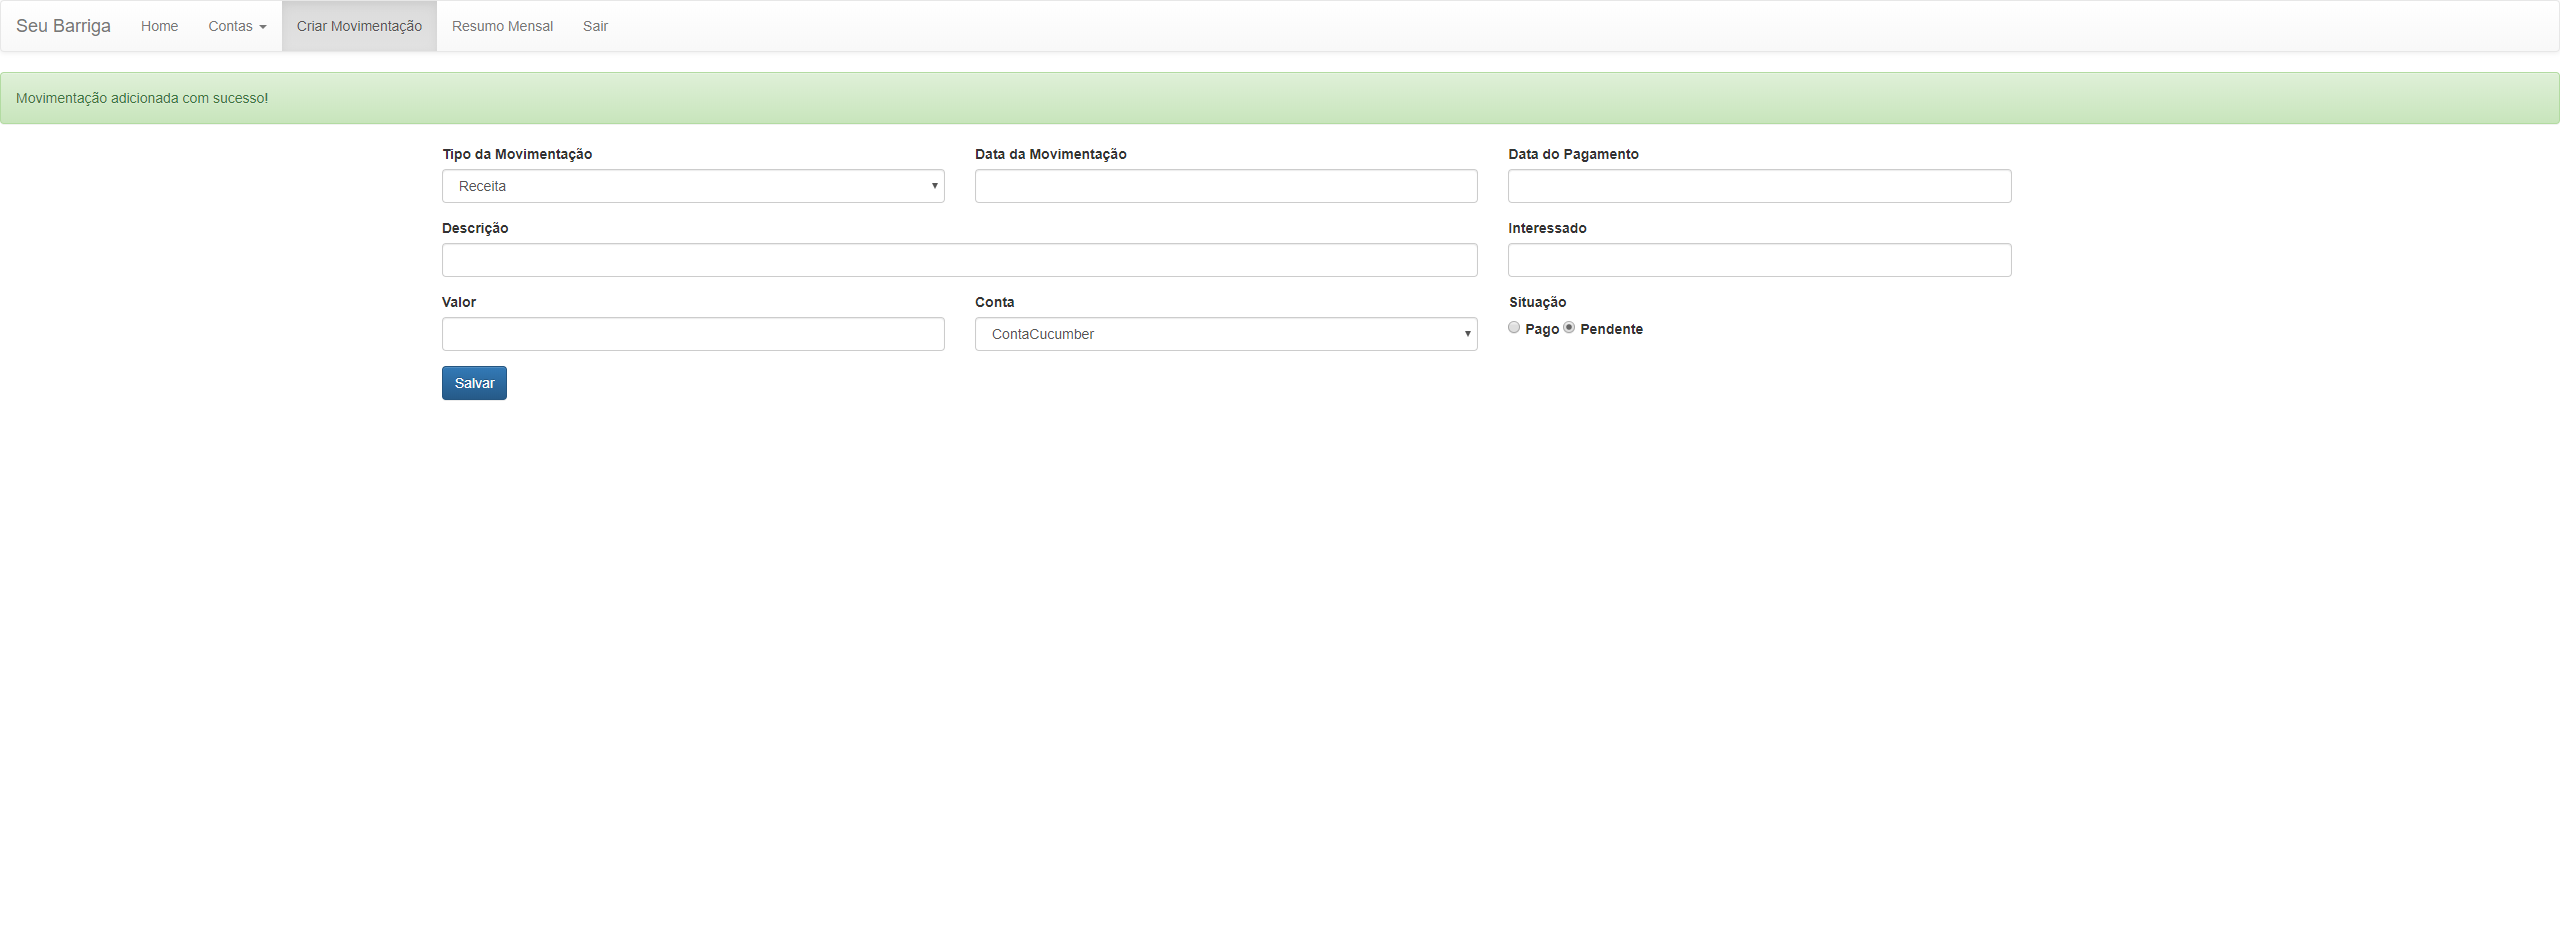 Seu Barriga Home Contas Criar Movimentação Resumo Mensal Sair
Movimentação adicionada com sucesso!
Tipo da Movimentação Data da Movimentação Data do Pagamento
Receita
Descrição Interessado
Valor Conta Situação
ContaCucumber Pago Pendente
Salvar